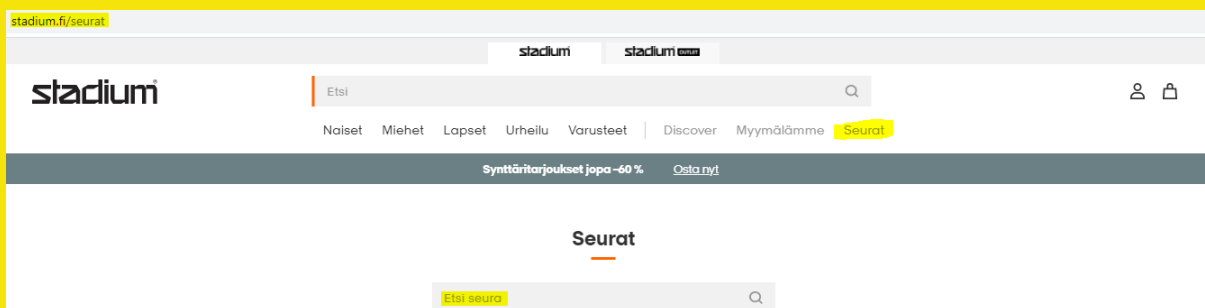 stadium.fi/seurat
stadium stadium OUTLET
stadium Etsi
Naiset Miehet Lapset Urheilu Varusteet Discover Myymälämme Seurat
Synttäritarjoukset jopa –60 % Osta nyt
Seurat
Etsi seura